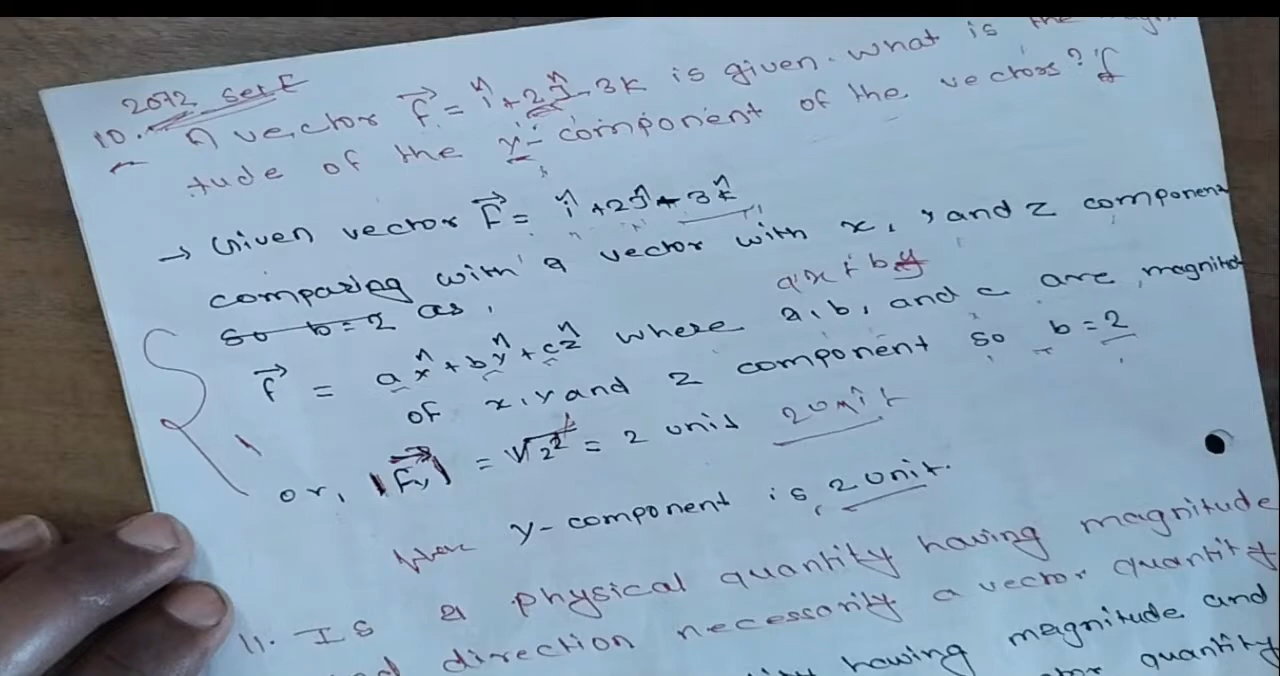 2072 Set E
10. A vector F = î + 2ĵ - 3k is given. What is the
tude of the y- component of the vectors? if
→ Given vector F = î + 2ĵ - 3k̂
comparing with a vector with x, y and z component
ax + by
so b = 2 as,
F = ax̂ + bŷ + cẑ where a, b, and c are magnitud
of x, y and z component so b = 2
or, |Fy| = √2² = 2 unit 2 unit
y-component is 2 unit.
11. Is a physical quantity having magnitude
direction necessarily a vector quantity
having magnitude and
quantity